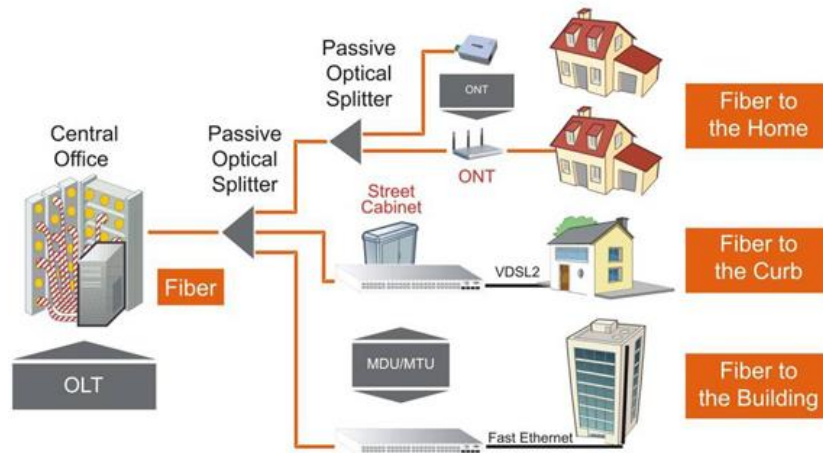 Passive
Optical
Splitter
ONT
Fiber to
the Home
Central
Office
Passive
Optical
Splitter
ONT
Street
Cabinet
Fiber
VDSL2
Fiber to
the Curb
OLT
MDU/MTU
Fiber to
the Building
Fast Ethernet